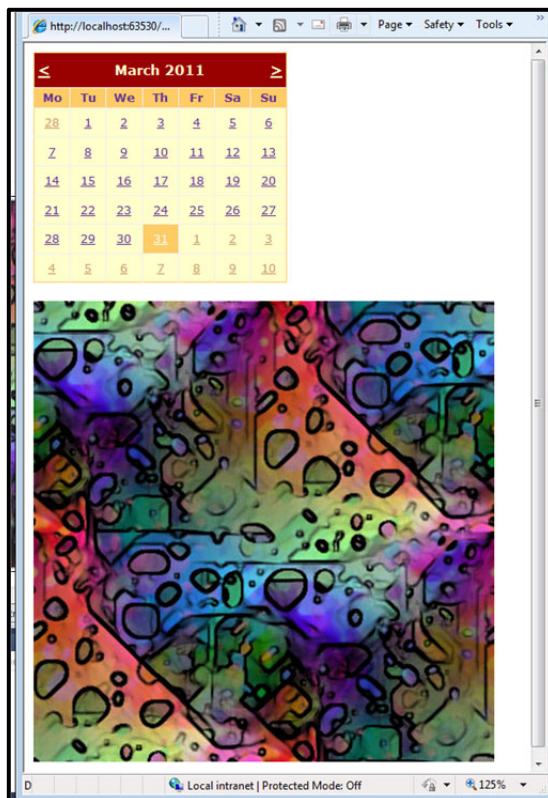 http://localhost:63530/...
Page Safety Tools »
< March 2011 >
Mo Tu We Th Fr Sa Su
28 1 2 3 4 5 6
7 8 9 10 11 12 13
14 15 16 17 18 19 20
21 22 23 24 25 26 27
28 29 30 31 1 2 3
4 5 6 7 8 9 10
D Local intranet | Protected Mode: Off 125%